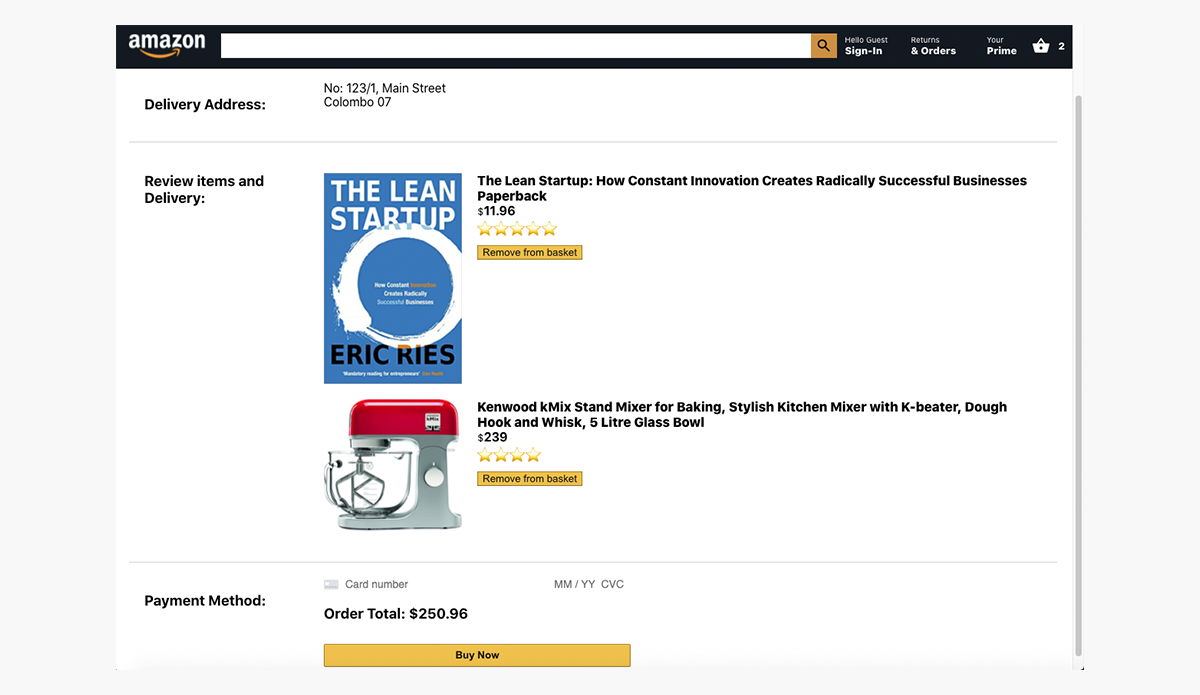 amazon
Hello Guest
Sign-In
Returns
& Orders
Your
Prime
2
Delivery Address:
No: 123/1, Main Street
Colombo 07
Review items and
Delivery:
THE LEAN
STARTUP
How Constant Innovation
Creates Radically
Successful Businesses
ERIC RIES
'Mandatory reading for entrepreneurs'
The Lean Startup: How Constant Innovation Creates Radically Successful Businesses
Paperback
$11.96
Remove from basket
Kenwood kMix Stand Mixer for Baking, Stylish Kitchen Mixer with K-beater, Dough
Hook and Whisk, 5 Litre Glass Bowl
$239
Remove from basket
Payment Method:
Card number
MM / YY CVC
Order Total: $250.96
Buy Now